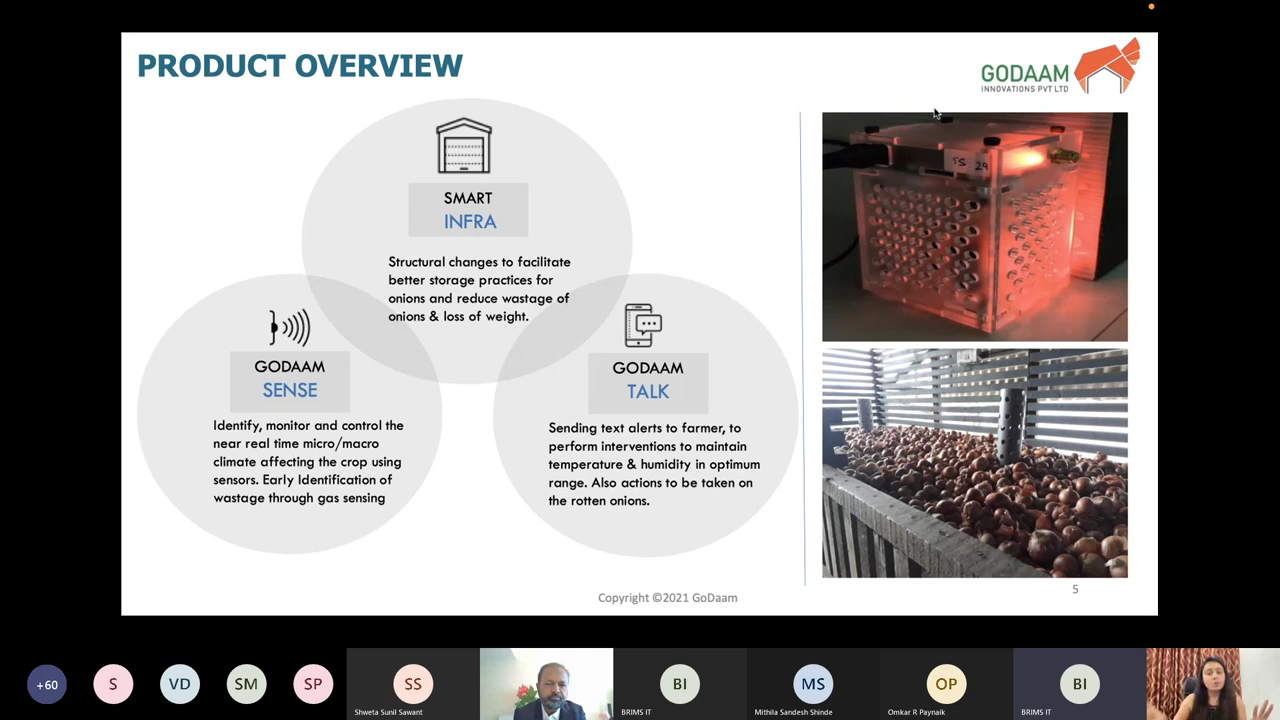 PRODUCT OVERVIEW
GODAAM
INNOVATIONS PVT LTD
SMART
INFRA
Structural changes to facilitate
better storage practices for
onions and reduce wastage of
onions & loss of weight.
GODAAM
SENSE
Identify, monitor and control the
near real time micro/macro
climate affecting the crop using
sensors. Early Identification of
wastage through gas sensing
GODAAM
TALK
Sending text alerts to farmer, to
perform interventions to maintain
temperature & humidity in optimum
range. Also actions to be taken on
the rotten onions.
TS-29
Copyright ©2021 GoDaam
5
+60
S
VD
SM
SP
SS
Shweta Sunil Sawant
BI
BRIMS IT
MS
Mithila Sandesh Shinde
OP
Omkar R Paynaik
BI
BRIMS IT